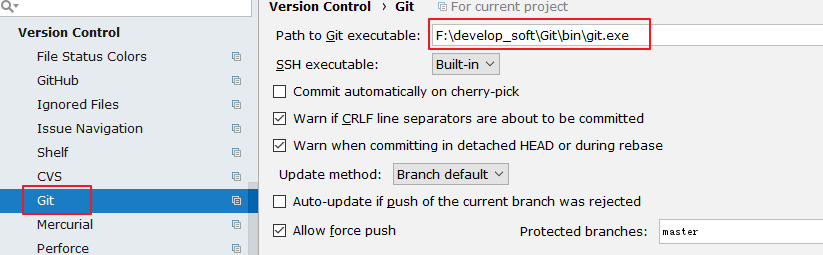 Version Control
File Status Colors
GitHub
Ignored Files
Issue Navigation
Shelf
CVS
Git
Mercurial
Perforce
Version Control › Git For current project
Path to Git executable: F:\develop_soft\Git\bin\git.exe
SSH executable: Built-in
Commit automatically on cherry-pick
Warn if CRLF line separators are about to be committed
Warn when committing in detached HEAD or during rebase
Update method: Branch default
Auto-update if push of the current branch was rejected
Allow force push Protected branches: master